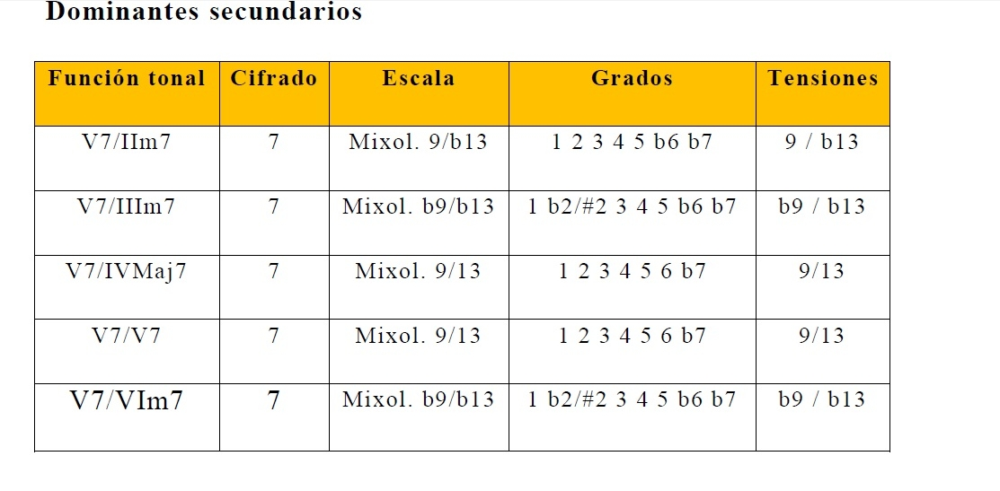 Dominantes secundarios
Función tonal Cifrado Escala Grados Tensiones
V7/IIm7 7 Mixol. 9/b13 1 2 3 4 5 b6 b7 9 / b13
V7/IIIm7 7 Mixol. b9/b13 1 b2/#2 3 4 5 b6 b7 b9 / b13
V7/IVMaj7 7 Mixol. 9/13 1 2 3 4 5 6 b7 9/13
V7/V7 7 Mixol. 9/13 1 2 3 4 5 6 b7 9/13
V7/VIm7 7 Mixol. b9/b13 1 b2/#2 3 4 5 b6 b7 b9 / b13